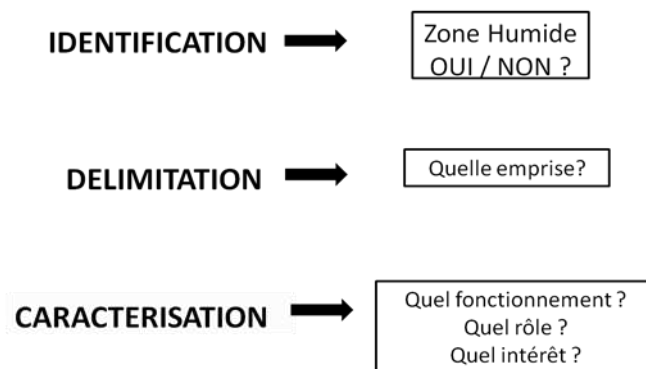 IDENTIFICATION
Zone Humide
OUI / NON ?
DELIMITATION
Quelle emprise?
CARACTERISATION
Quel fonctionnement ?
Quel rôle ?
Quel intérêt ?